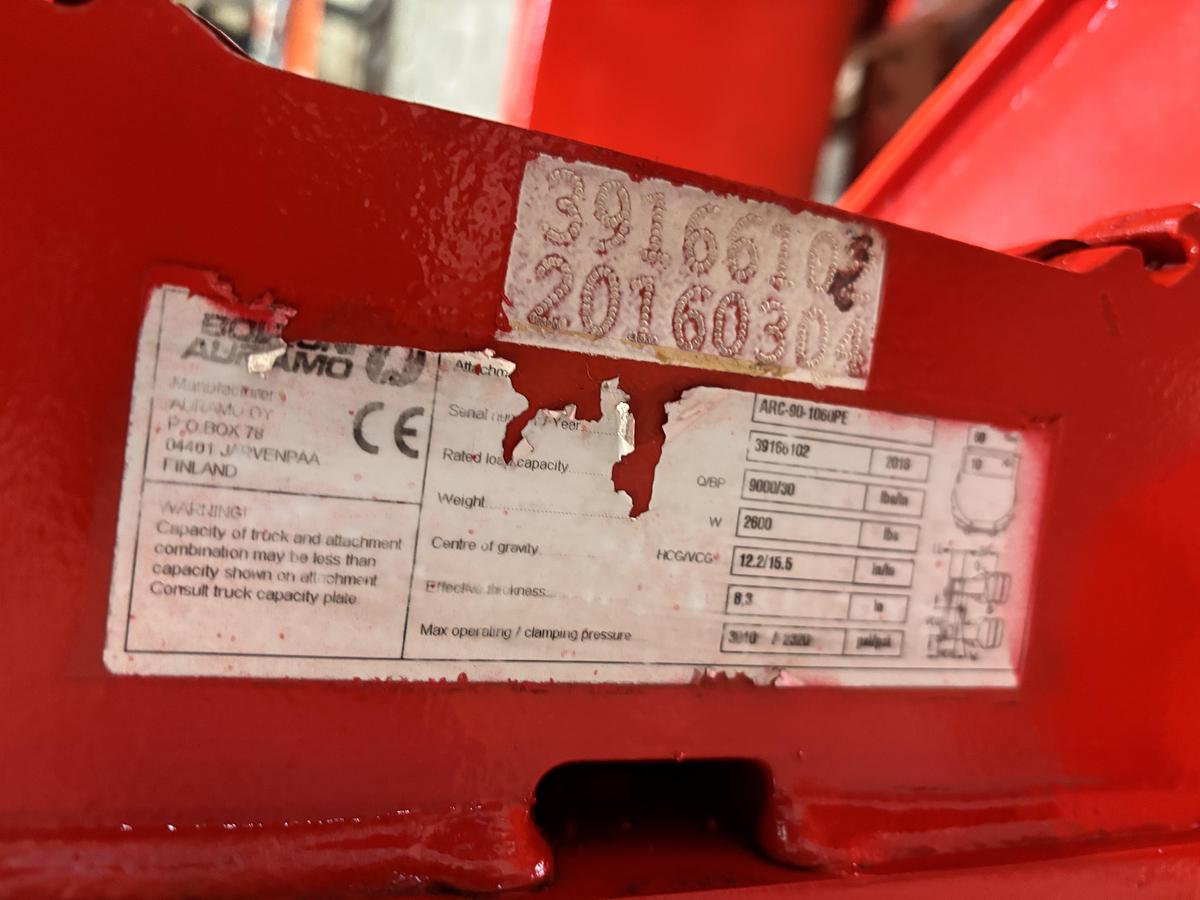 39166102
20160304
AURAMO
Manufacturer
AURAMO OY
P.O.BOX 78
04401 JARVENPAA
FINLAND
CE
WARNING!
Capacity of truck and attachment
combination may be less than
capacity shown on attachment
Consult truck capacity plate
ARC-90-1060PE
Year 39166102 2016
Rated load capacity Q/BP 9000/30 lbs/in
Weight W 2600 lbs
Centre of gravity HCG/VCG 12.2/15.5 in/in
Effective thickness 8,3 in
Max operating / clamping pressure psi/psi